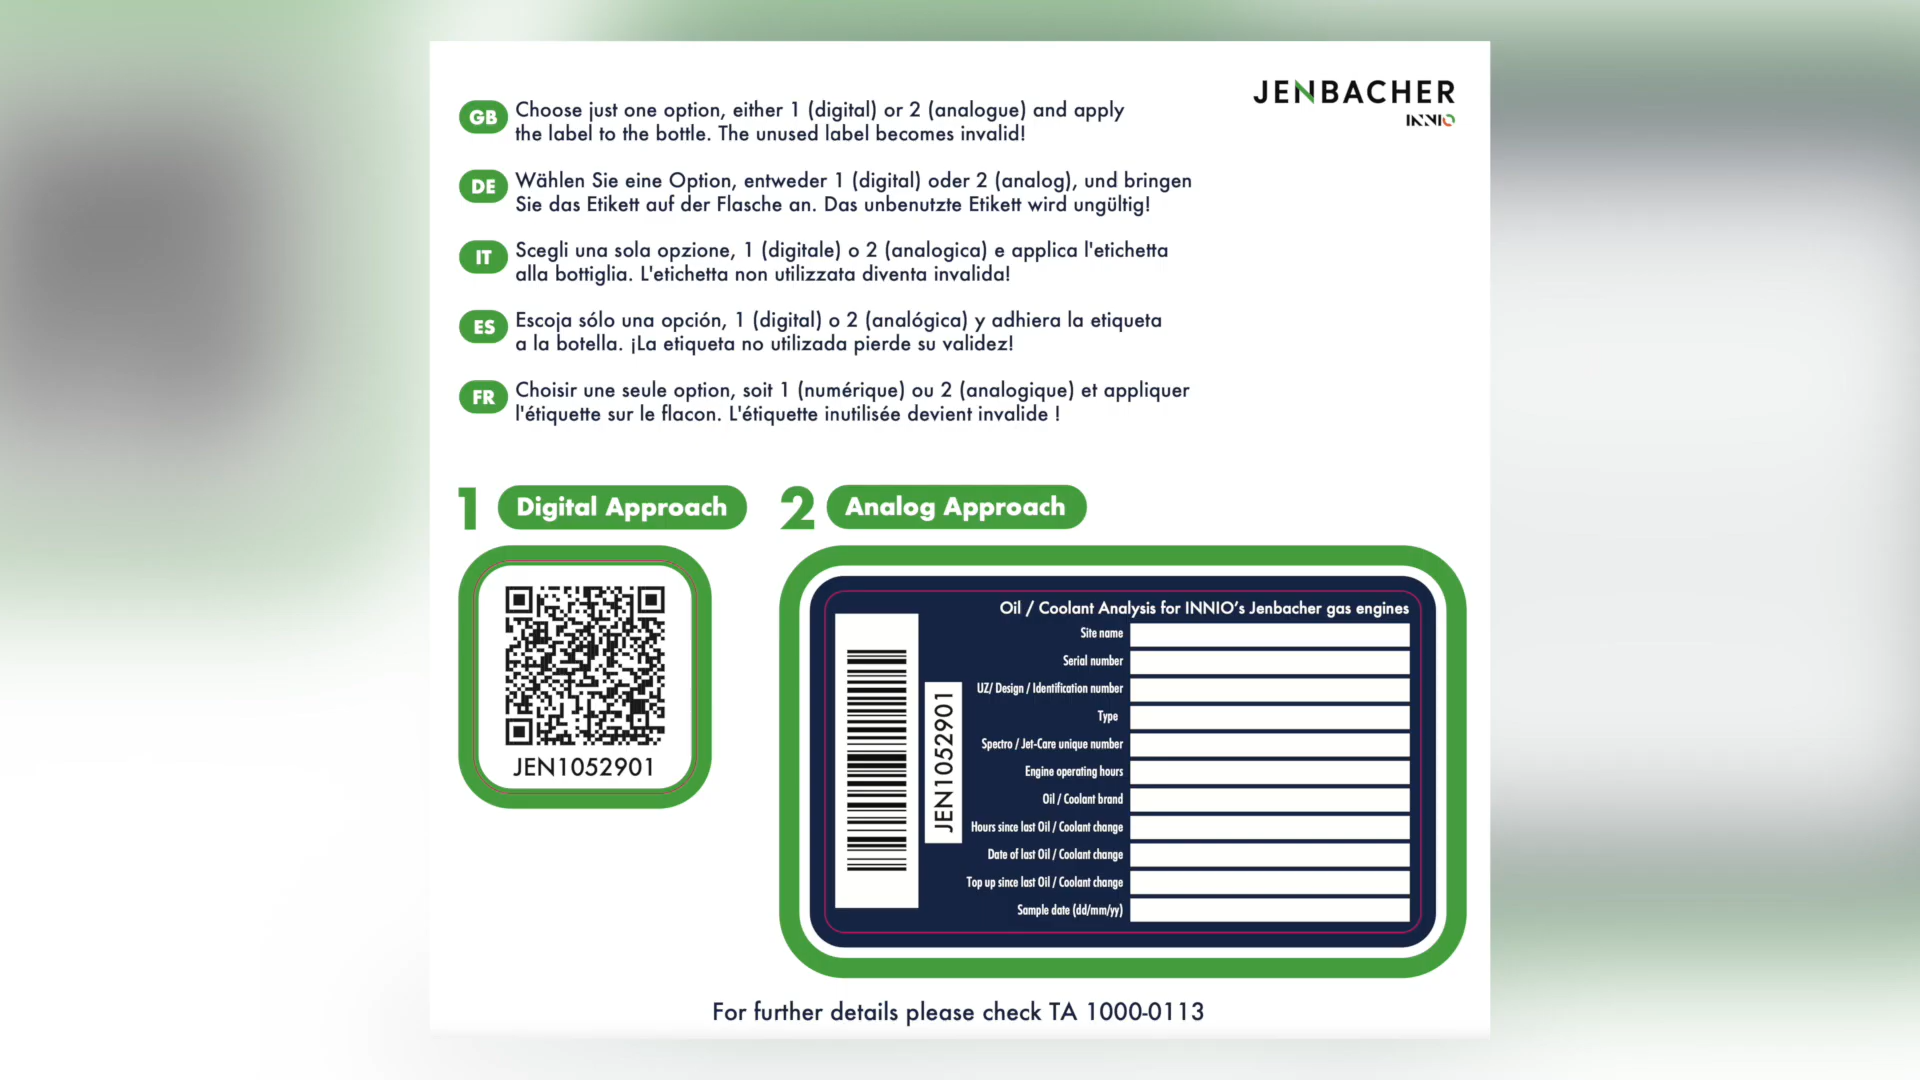 JENBACHER
INNIO
GB Choose just one option, either 1 (digital) or 2 (analogue) and apply
the label to the bottle. The unused label becomes invalid!
DE Wählen Sie eine Option, entweder 1 (digital) oder 2 (analog), und bringen
Sie das Etikett auf der Flasche an. Das unbenutzte Etikett wird ungültig!
IT Scegli una sola opzione, 1 (digitale) o 2 (analogica) e applica l'etichetta
alla bottiglia. L'etichetta non utilizzata diventa invalida!
ES Escoja sólo una opción, 1 (digital) o 2 (analógica) y adhiera la etiqueta
a la botella. ¡La etiqueta no utilizada pierde su validez!
FR Choisir une seule option, soit 1 (numérique) ou 2 (analogique) et appliquer
l'étiquette sur le flacon. L'étiquette inutilisée devient invalide !
1 Digital Approach
JEN1052901
2 Analog Approach
JEN1052901
Oil / Coolant Analysis for INNIO’s Jenbacher gas engines
Site name
Serial number
UZ/ Design / Identification number
Type
Spectro / Jet-Care unique number
Engine operating hours
Oil / Coolant brand
Hours since last Oil / Coolant change
Date of last Oil / Coolant change
Top up since last Oil / Coolant change
Sample date (dd/mm/yy)
For further details please check TA 1000-0113